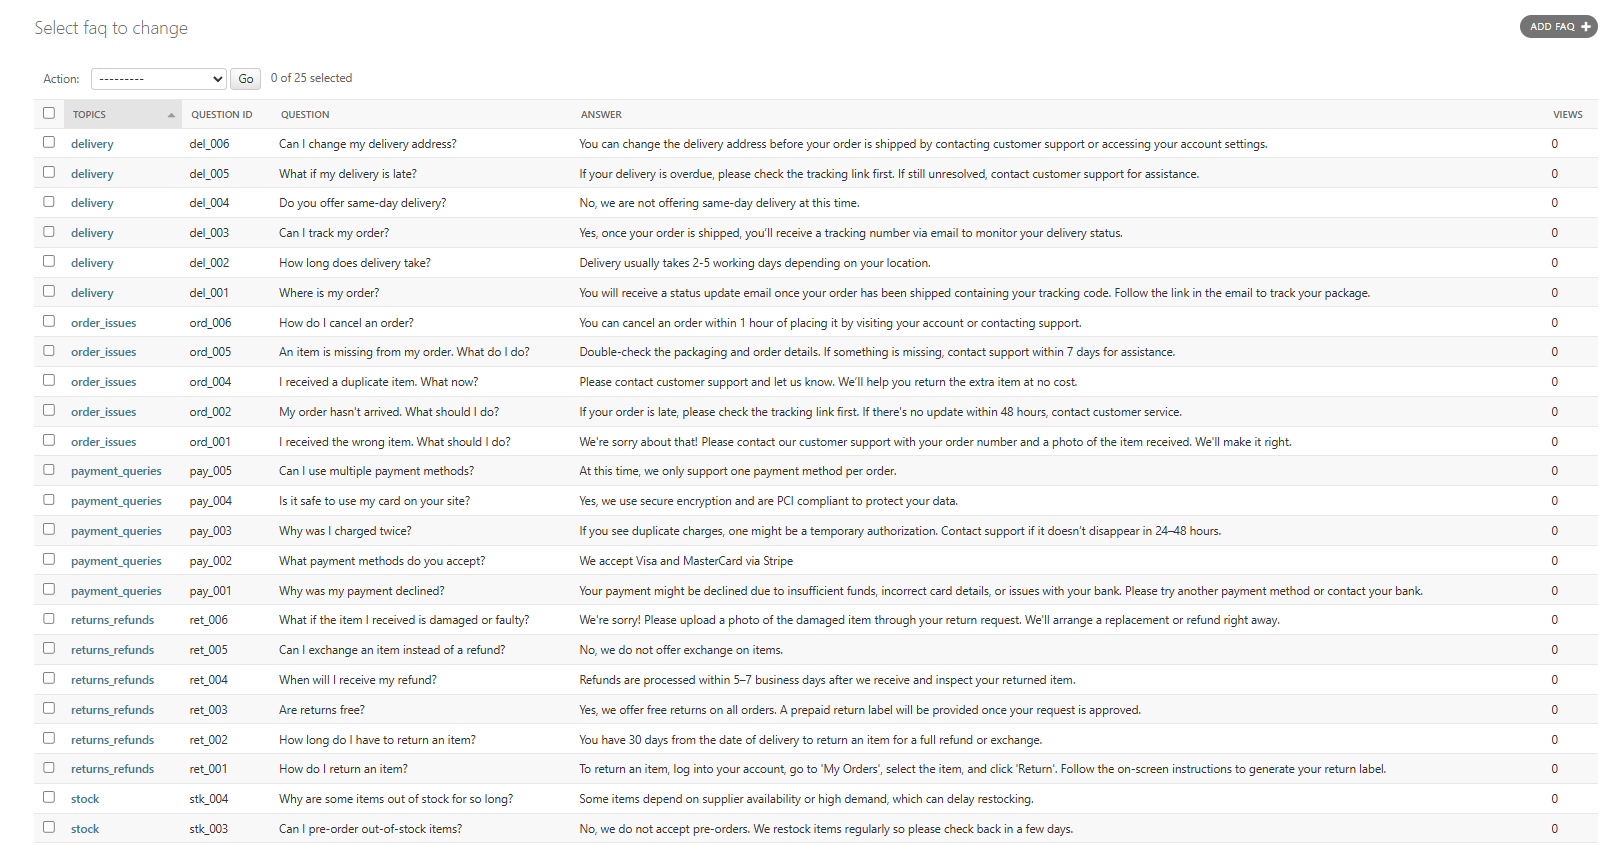 Select faq to change
ADD FAQ +
Action: --------- Go 0 of 25 selected
TOPICS QUESTION ID QUESTION ANSWER VIEWS
delivery del_006 Can I change my delivery address? You can change the delivery address before your order is shipped by contacting customer support or accessing your account settings. 0
delivery del_005 What if my delivery is late? If your delivery is overdue, please check the tracking link first. If still unresolved, contact customer support for assistance. 0
delivery del_004 Do you offer same-day delivery? No, we are not offering same-day delivery at this time. 0
delivery del_003 Can I track my order? Yes, once your order is shipped, you’ll receive a tracking number via email to monitor your delivery status. 0
delivery del_002 How long does delivery take? Delivery usually takes 2-5 working days depending on your location. 0
delivery del_001 Where is my order? You will receive a status update email once your order has been shipped containing your tracking code. Follow the link in the email to track your package. 0
order_issues ord_006 How do I cancel an order? You can cancel an order within 1 hour of placing it by visiting your account or contacting support. 0
order_issues ord_005 An item is missing from my order. What do I do? Double-check the packaging and order details. If something is missing, contact support within 7 days for assistance. 0
order_issues ord_004 I received a duplicate item. What now? Please contact customer support and let us know. We’ll help you return the extra item at no cost. 0
order_issues ord_002 My order hasn't arrived. What should I do? If your order is late, please check the tracking link first. If there's no update within 48 hours, contact customer service. 0
order_issues ord_001 I received the wrong item. What should I do? We're sorry about that! Please contact our customer support with your order number and a photo of the item received. We'll make it right. 0
payment_queries pay_005 Can I use multiple payment methods? At this time, we only support one payment method per order. 0
payment_queries pay_004 Is it safe to use my card on your site? Yes, we use secure encryption and are PCI compliant to protect your data. 0
payment_queries pay_003 Why was I charged twice? If you see duplicate charges, one might be a temporary authorization. Contact support if it doesn’t disappear in 24–48 hours. 0
payment_queries pay_002 What payment methods do you accept? We accept Visa and MasterCard via Stripe 0
payment_queries pay_001 Why was my payment declined? Your payment might be declined due to insufficient funds, incorrect card details, or issues with your bank. Please try another payment method or contact your bank. 0
returns_refunds ret_006 What if the item I received is damaged or faulty? We're sorry! Please upload a photo of the damaged item through your return request. We'll arrange a replacement or refund right away. 0
returns_refunds ret_005 Can I exchange an item instead of a refund? No, we do not offer exchange on items. 0
returns_refunds ret_004 When will I receive my refund? Refunds are processed within 5–7 business days after we receive and inspect your returned item. 0
returns_refunds ret_003 Are returns free? Yes, we offer free returns on all orders. A prepaid return label will be provided once your request is approved. 0
returns_refunds ret_002 How long do I have to return an item? You have 30 days from the date of delivery to return an item for a full refund or exchange. 0
returns_refunds ret_001 How do I return an item? To return an item, log into your account, go to 'My Orders', select the item, and click 'Return'. Follow the on-screen instructions to generate your return label. 0
stock stk_004 Why are some items out of stock for so long? Some items depend on supplier availability or high demand, which can delay restocking. 0
stock stk_003 Can I pre-order out-of-stock items? No, we do not accept pre-orders. We restock items regularly so please check back in a few days. 0